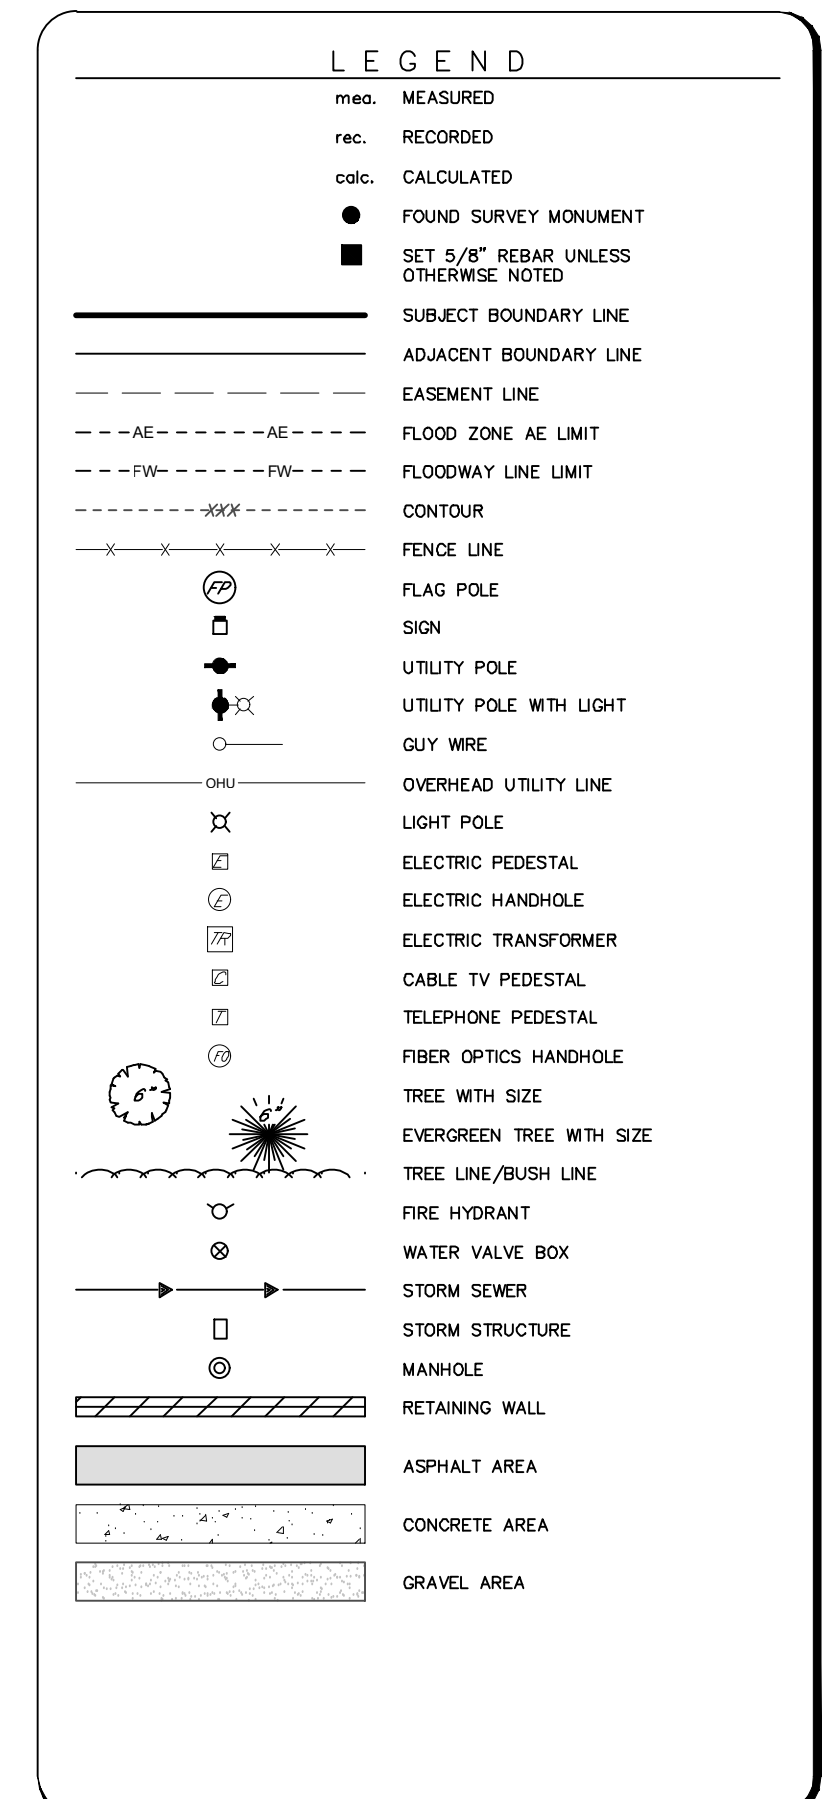 LEGEND
mea. MEASURED
rec. RECORDED
calc. CALCULATED
FOUND SURVEY MONUMENT
SET 5/8" REBAR UNLESS
OTHERWISE NOTED
SUBJECT BOUNDARY LINE
ADJACENT BOUNDARY LINE
EASEMENT LINE
AE AE FLOOD ZONE AE LIMIT
FW FW FLOODWAY LINE LIMIT
XXX CONTOUR
X X X X X FENCE LINE
FP FLAG POLE
SIGN
UTILITY POLE
UTILITY POLE WITH LIGHT
GUY WIRE
OHU OVERHEAD UTILITY LINE
LIGHT POLE
E ELECTRIC PEDESTAL
E ELECTRIC HANDHOLE
TR ELECTRIC TRANSFORMER
C CABLE TV PEDESTAL
T TELEPHONE PEDESTAL
FO FIBER OPTICS HANDHOLE
6" TREE WITH SIZE
6" EVERGREEN TREE WITH SIZE
TREE LINE/BUSH LINE
FIRE HYDRANT
WATER VALVE BOX
STORM SEWER
STORM STRUCTURE
MANHOLE
RETAINING WALL
ASPHALT AREA
CONCRETE AREA
GRAVEL AREA